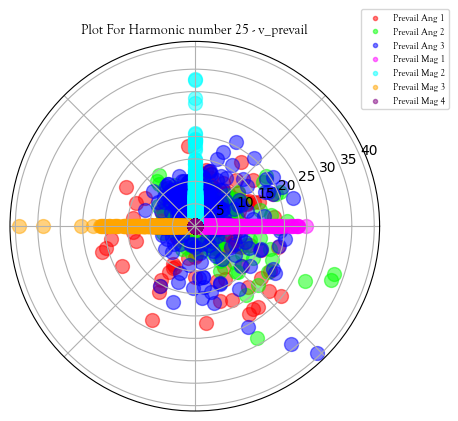 Plot For Harmonic number 25 - v_prevail
Prevail Ang 1
Prevail Ang 2
Prevail Ang 3
Prevail Mag 1
Prevail Mag 2
Prevail Mag 3
Prevail Mag 4
5
10
15
20
25
30
35
40